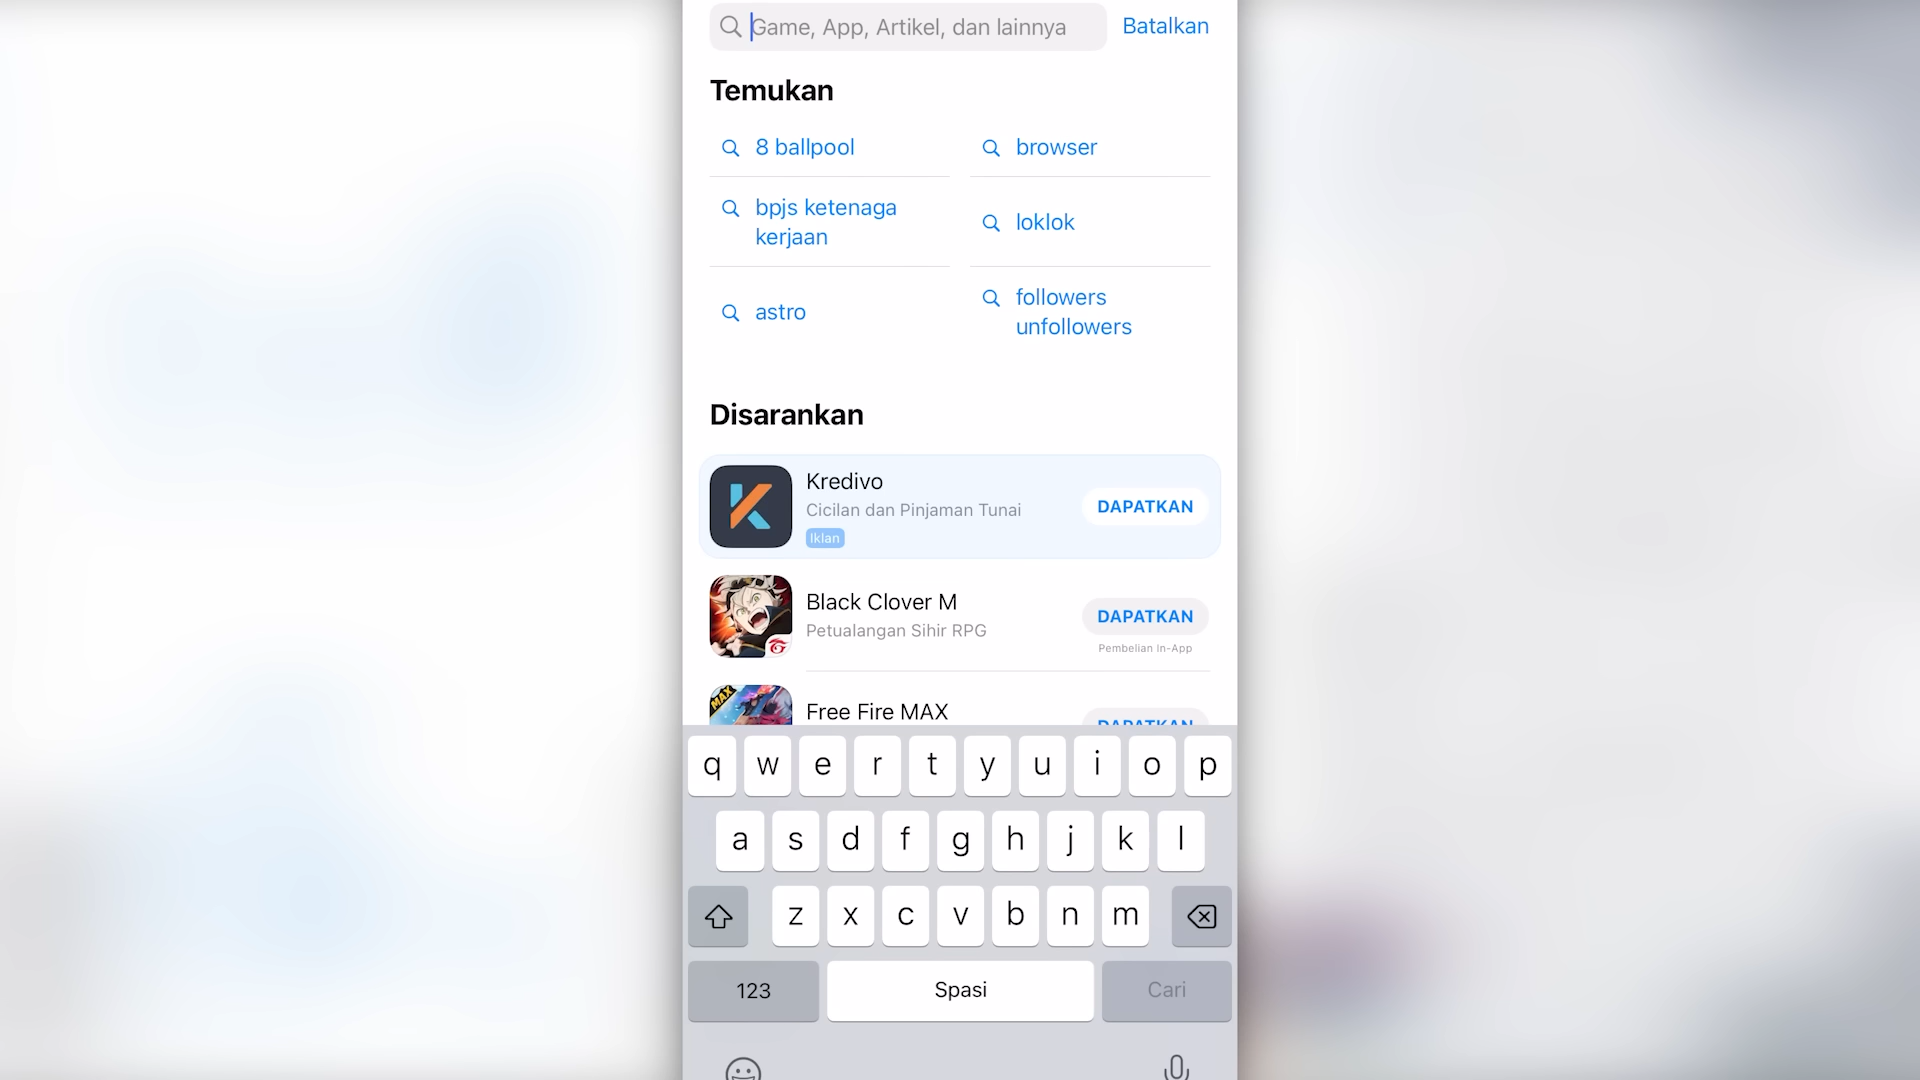 Game, App, Artikel, dan lainnya
Batalkan
Temukan
8 ballpool
browser
bpjs ketenaga
kerjaan
loklok
astro
followers
unfollowers
Disarankan
Kredivo
Cicilan dan Pinjaman Tunai
Iklan
DAPATKAN
Black Clover M
Petualangan Sihir RPG
DAPATKAN
Pembelian In-App
MAX
Free Fire MAX
DAPATKAN
q w e r t y u i o p
a s d f g h j k l
z x c v b n m
123
Spasi
Cari